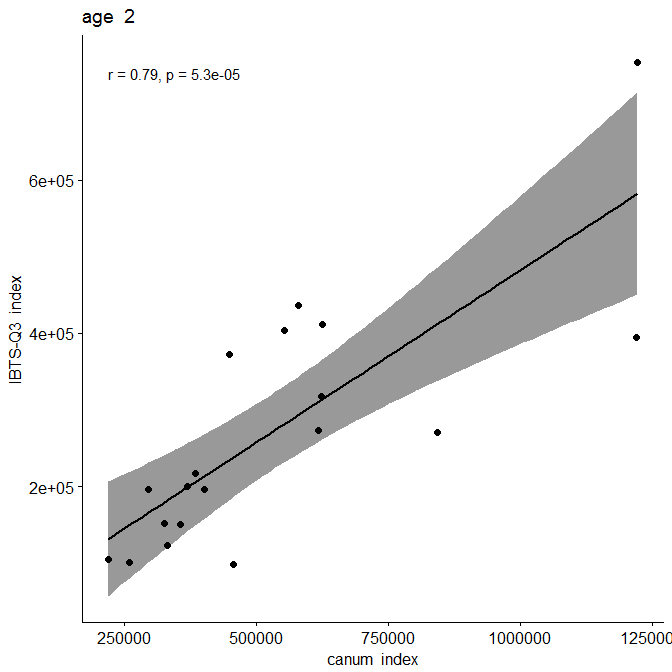 age 2
r = 0.79, p = 5.3e-05
6e+05
4e+05
2e+05
IBTS-Q3 index
250000
500000
750000
1000000
125000
canum index